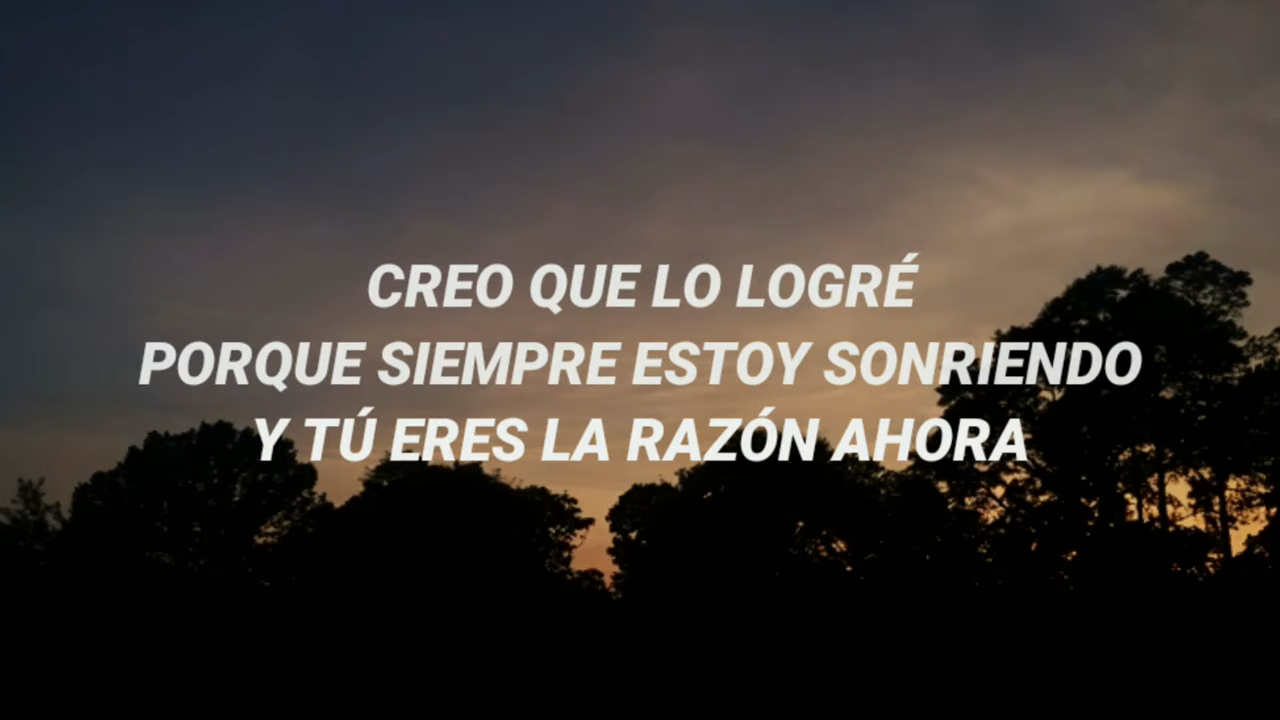 CREO QUE LO LOGRÉ
PORQUE SIEMPRE ESTOY SONRIENDO
Y TÚ ERES LA RAZÓN AHORA